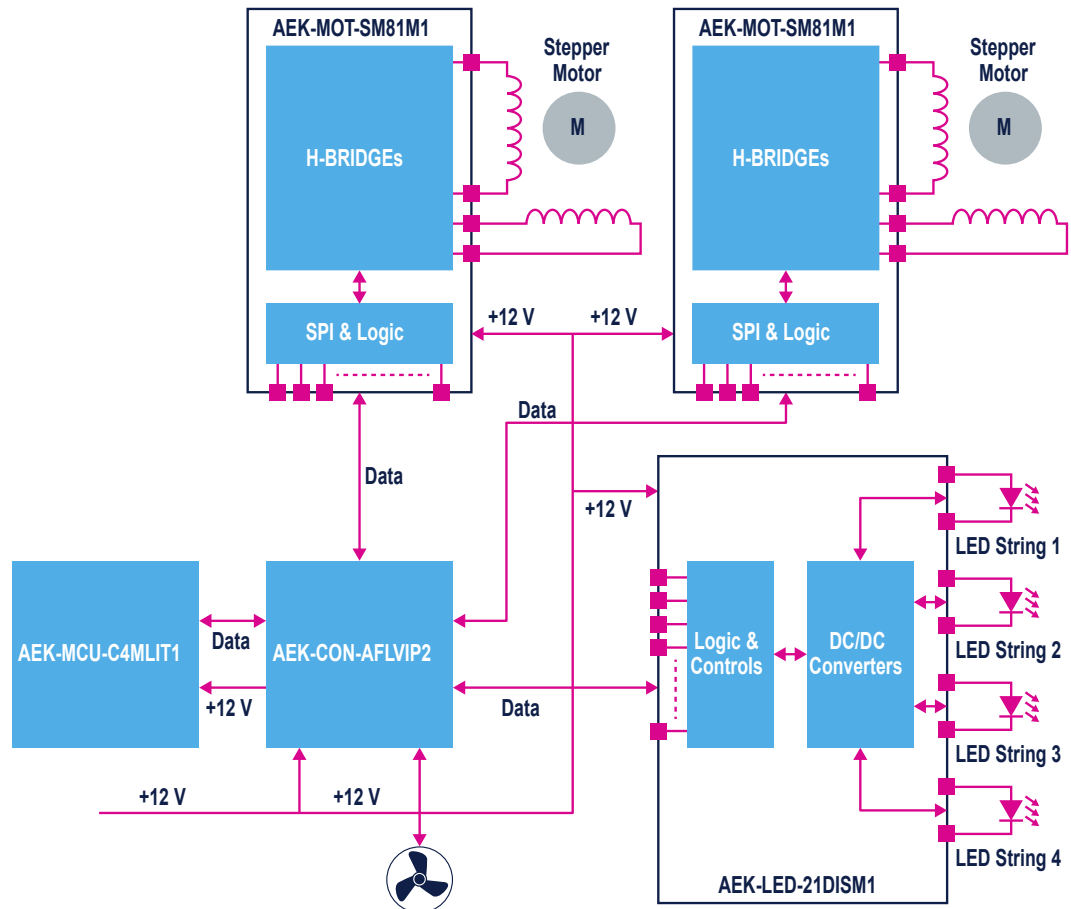 AEK-MOT-SM81M1
AEK-MOT-SM81M1
Stepper
Motor
M
Stepper
Motor
M
H-BRIDGEs
H-BRIDGEs
SPI & Logic
+12 V
+12 V
SPI & Logic
Data
Data
+12 V
LED String 1
AEK-MCU-C4MLIT1
Data
+12 V
AEK-CON-AFLVIP2
Data
Logic &
Controls
DC/DC
Converters
LED String 2
LED String 3
+12 V
+12 V
LED String 4
AEK-LED-21DISM1